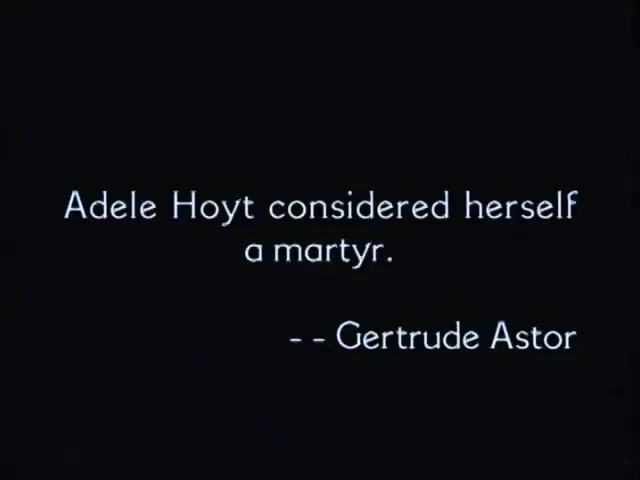 Adele Hoyt considered herself
a martyr.
-- Gertrude Astor